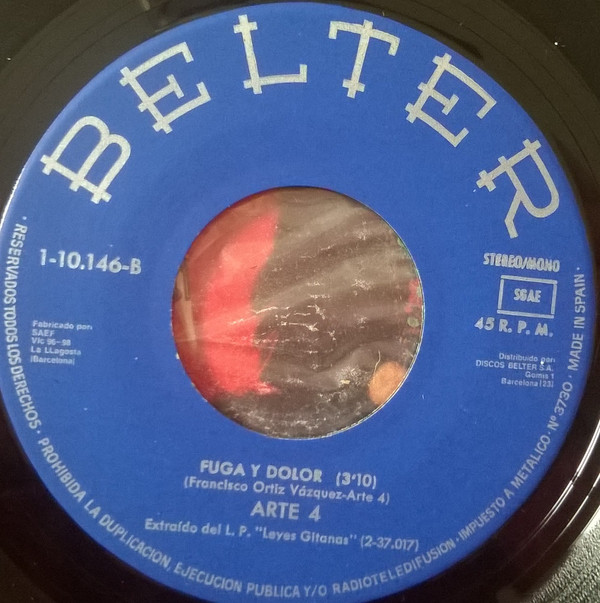 BELTER
1-10.146-B
STEREO/MONO
SGAE
45 R. P. M.
Fabricado por:
SAEF
Vic 96-98
La LLagosta
(Barcelona)
Distribuido por:
DISCOS BELTER S.A.
Gomis 1
Barcelona (23)
FUGA Y DOLOR (3'10)
(Francisco Ortiz Vázquez-Arte 4)
ARTE 4
Extraído del L. P. "Leyes Gitanas" (2-37.017)
· RESERVADOS TODOS LOS DERECHOS · PROHIBIDA LA DUPLICACION, EJECUCION PUBLICA Y/O RADIOTELEDIFUSION · IMPUESTO A METALICO · Nº 3730 · MADE IN SPAIN ·